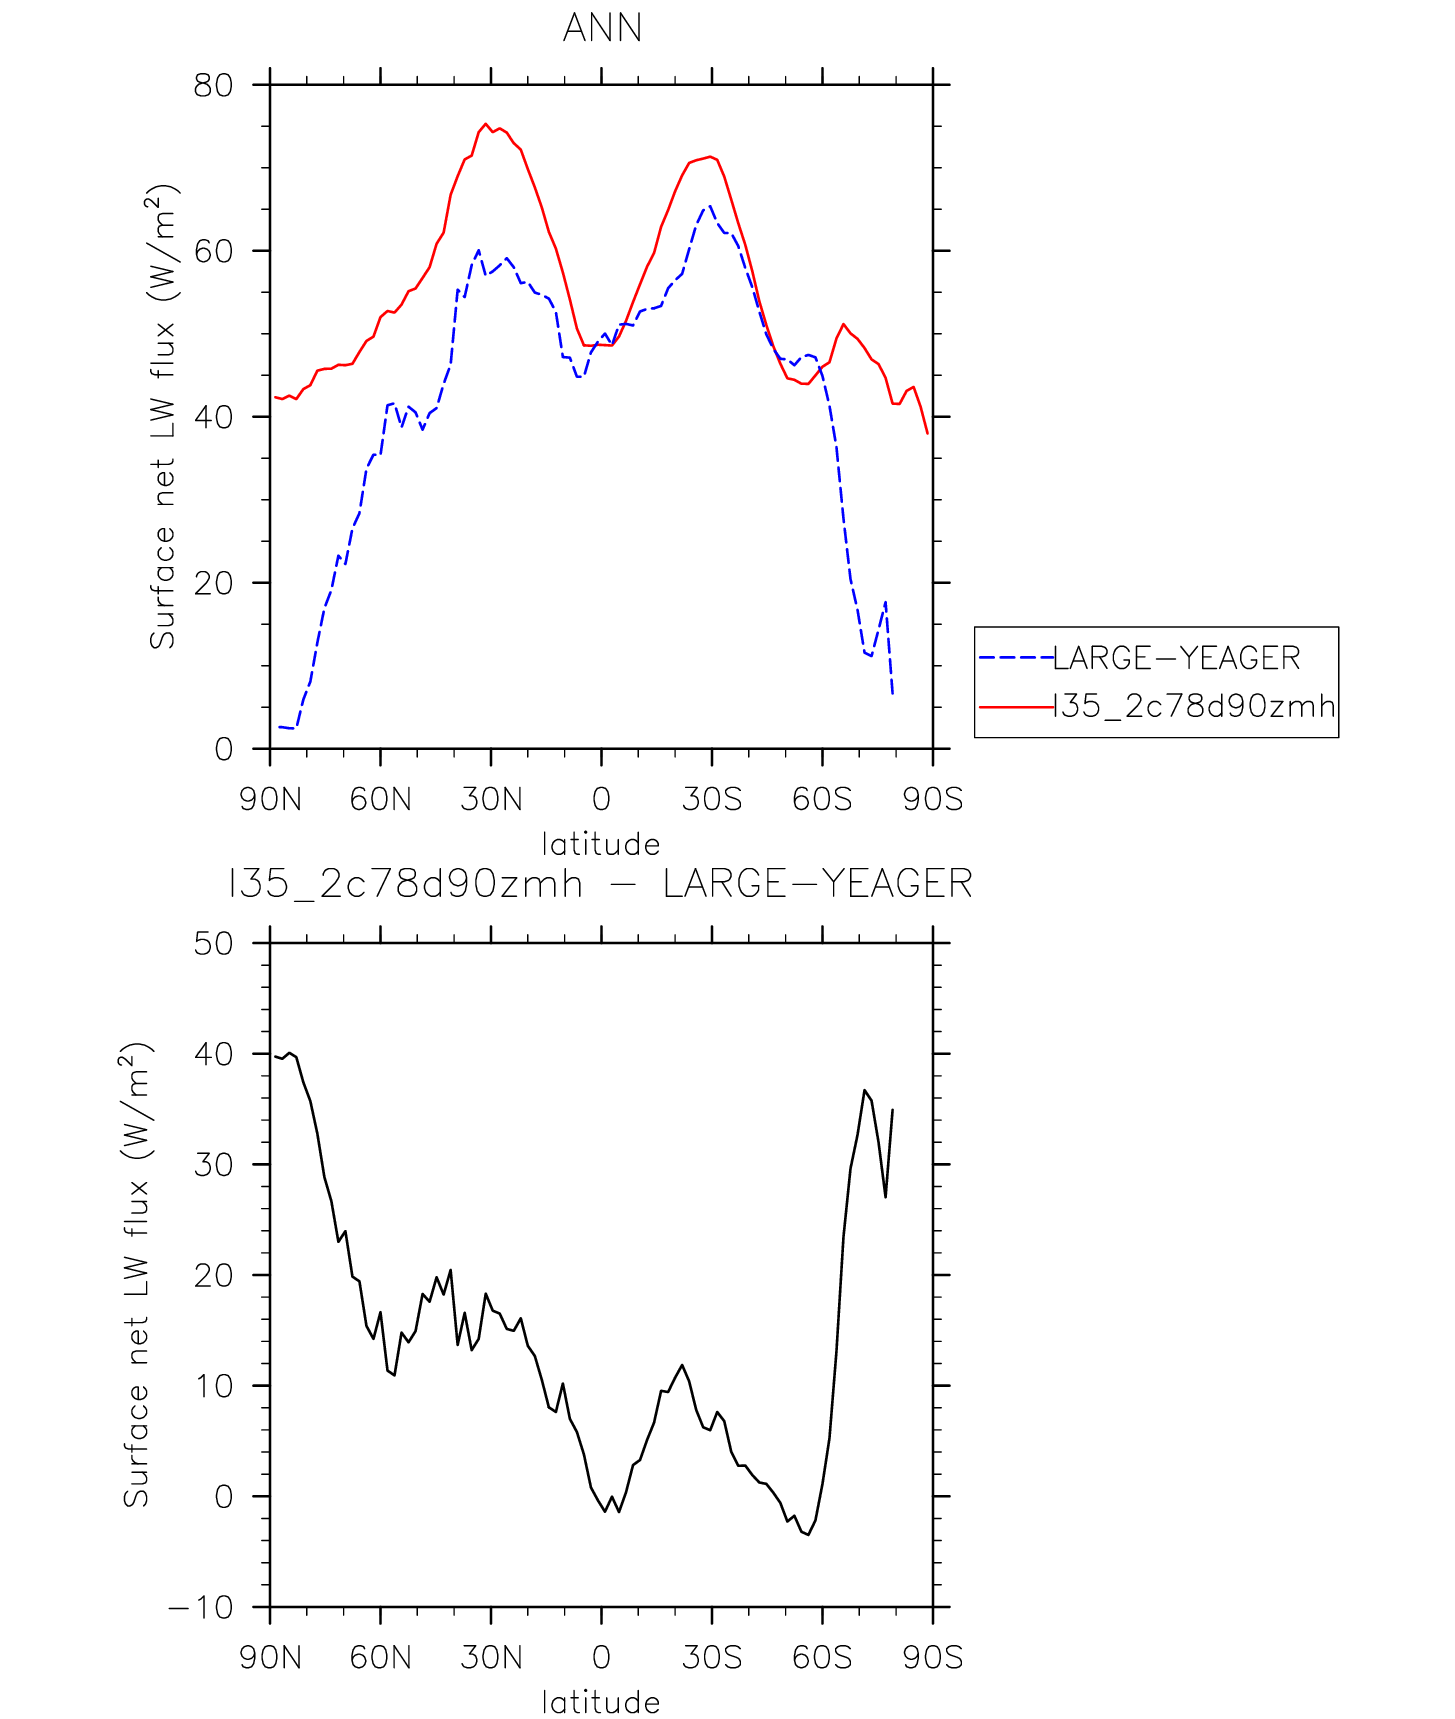 ANN
80
60
40
20
0
Surface net LW flux (W/m²)
90N 60N 30N 0 30S 60S 90S
latitude
LARGE-YEAGER
I35_2c78d90zmh
I35_2c78d90zmh - LARGE-YEAGER
50
40
30
20
10
0
-10
Surface net LW flux (W/m²)
90N 60N 30N 0 30S 60S 90S
latitude